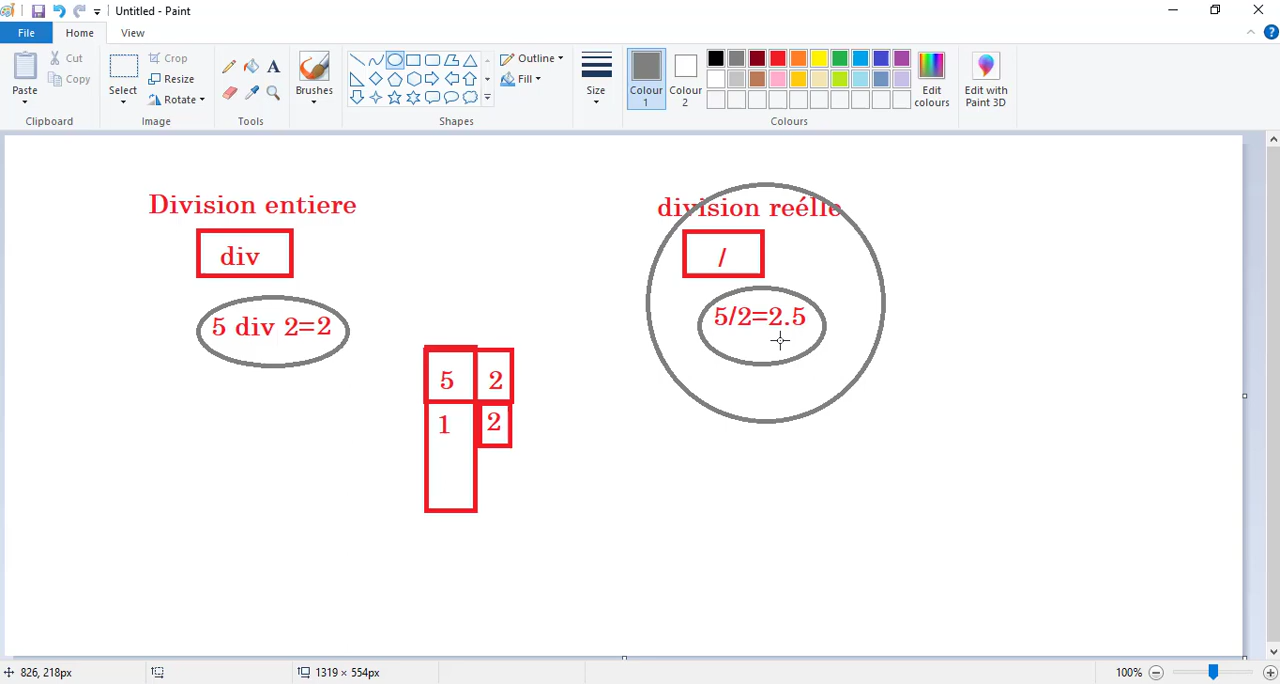 Untitled - Paint
File
Home
View
Paste
Cut
Copy
Clipboard
Select
Crop
Resize
Rotate
Image
A
Tools
Brushes
Outline
Fill
Shapes
Size
Colour 1
Colour 2
Edit colours
Edit with Paint 3D
Colours
?
Division entiere
div
5 div 2=2
5 2
1 2
division reélle
/
5/2=2.5
826, 218px
1319 × 554px
100%